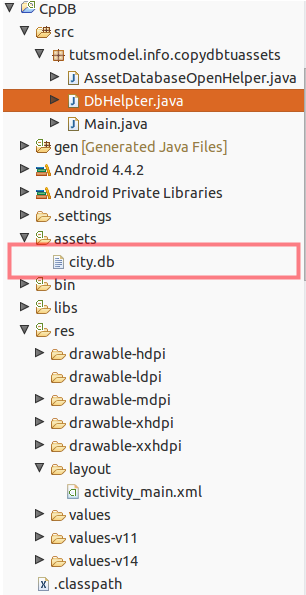 CpDB
src
tutsmodel.info.copydbtuassets
AssetDatabaseOpenHelper.java
DbHelpter.java
Main.java
gen [Generated Java Files]
Android 4.4.2
Android Private Libraries
.settings
assets
city.db
bin
libs
res
drawable-hdpi
drawable-ldpi
drawable-mdpi
drawable-xhdpi
drawable-xxhdpi
layout
activity_main.xml
values
values-v11
values-v14
.classpath